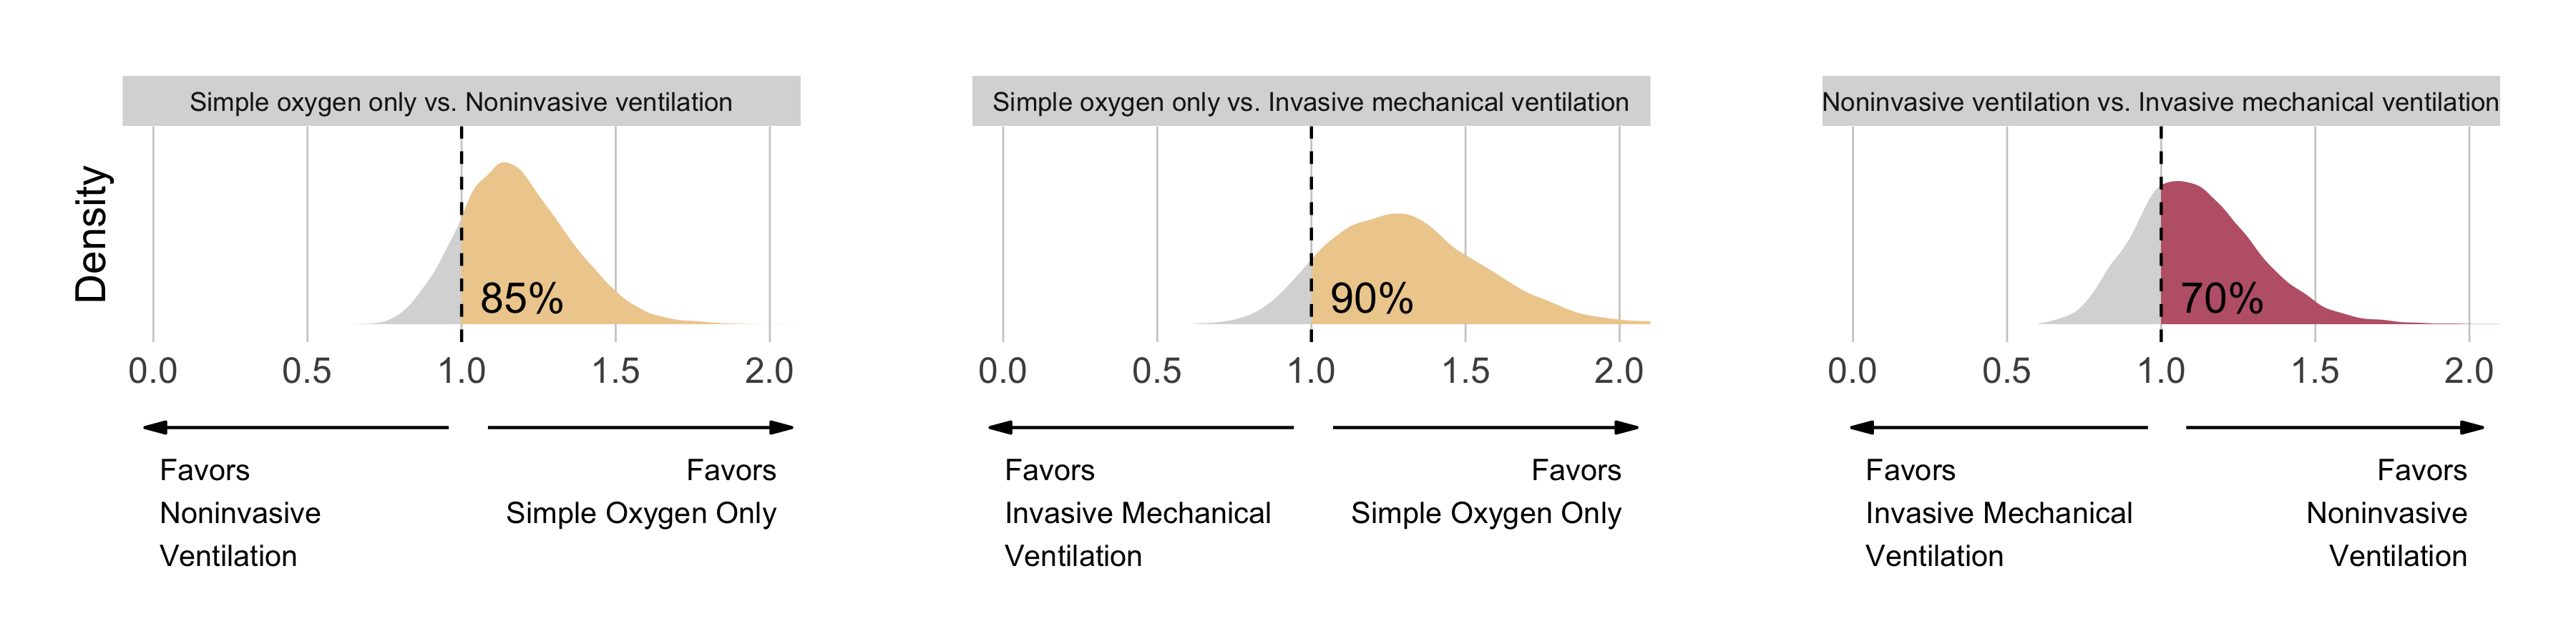 Simple oxygen only vs. Noninvasive ventilation
Simple oxygen only vs. Invasive mechanical ventilation
Noninvasive ventilation vs. Invasive mechanical ventilation
Density
85%
90%
70%
0.0 0.5 1.0 1.5 2.0
0.0 0.5 1.0 1.5 2.0
0.0 0.5 1.0 1.5 2.0
Favors
Noninvasive
Ventilation
Favors
Simple Oxygen Only
Favors
Invasive Mechanical
Ventilation
Favors
Simple Oxygen Only
Favors
Invasive Mechanical
Ventilation
Favors
Noninvasive
Ventilation